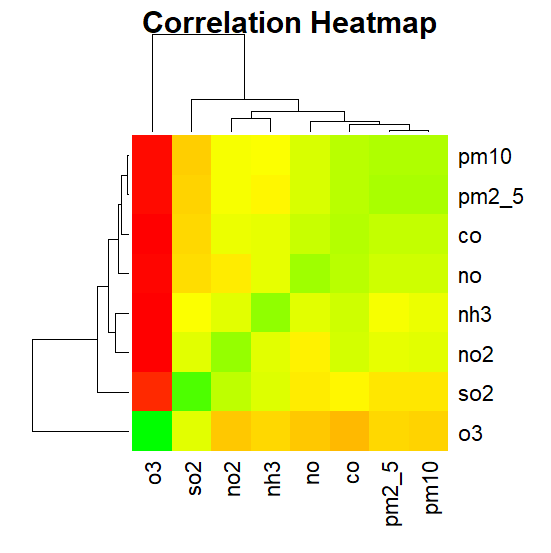 Correlation Heatmap
pm10
pm2_5
co
no
nh3
no2
so2
o3
o3
so2
no2
nh3
no
co
pm2_5
pm10